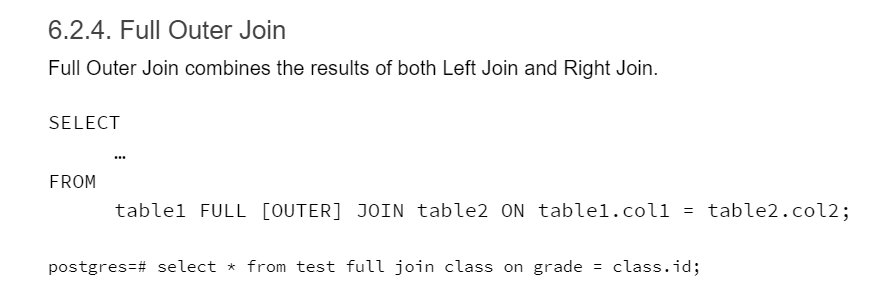 6.2.4. Full Outer Join
Full Outer Join combines the results of both Left Join and Right Join.
SELECT
…
FROM
table1 FULL [OUTER] JOIN table2 ON table1.col1 = table2.col2;
postgres=# select * from test full join class on grade = class.id;